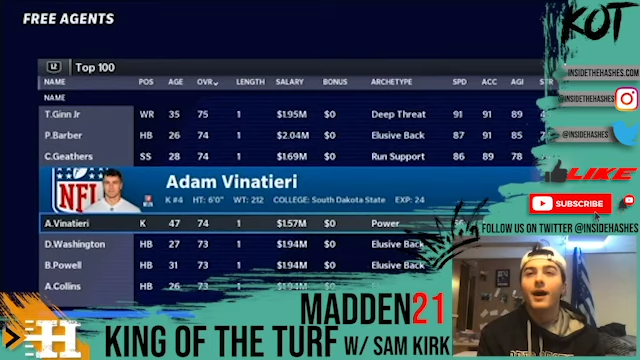 FREE AGENTS
KOT
L2 Top 100
NAME POS AGE OVR LENGTH SALARY BONUS ARCHETYPE SPD ACC AGI STR
NAME
T.Ginn Jr WR 35 75 1 $1.95M $0 Deep Threat 91 91 89
P.Barber HB 26 74 1 $2.04M $0 Elusive Back 87 91 85
C.Geathers SS 28 74 1 $1.69M $0 Run Support 86 89 78
NFL
Adam Vinatieri
K #4 HT: 6'0" WT: 212 COLLEGE: South Dakota State EXP: 24
A.Vinatieri K 47 74 1 $1.57M $0 Power
D.Washington HB 27 73 1 $1.94M $0 Elusive Back
B.Powell HB 31 73 1 $1.94M $0
A.Collins HB 26 73 1 $1.94M $0
INSIDETHEHASHES.COM
@INSIDETHEHASHES
@INSIDEHASHES
LIKE
SUBSCRIBE
FOLLOW US ON TWITTER @INSIDEHASHES
H
MADDEN21
KING OF THE TURF W/ SAM KIRK